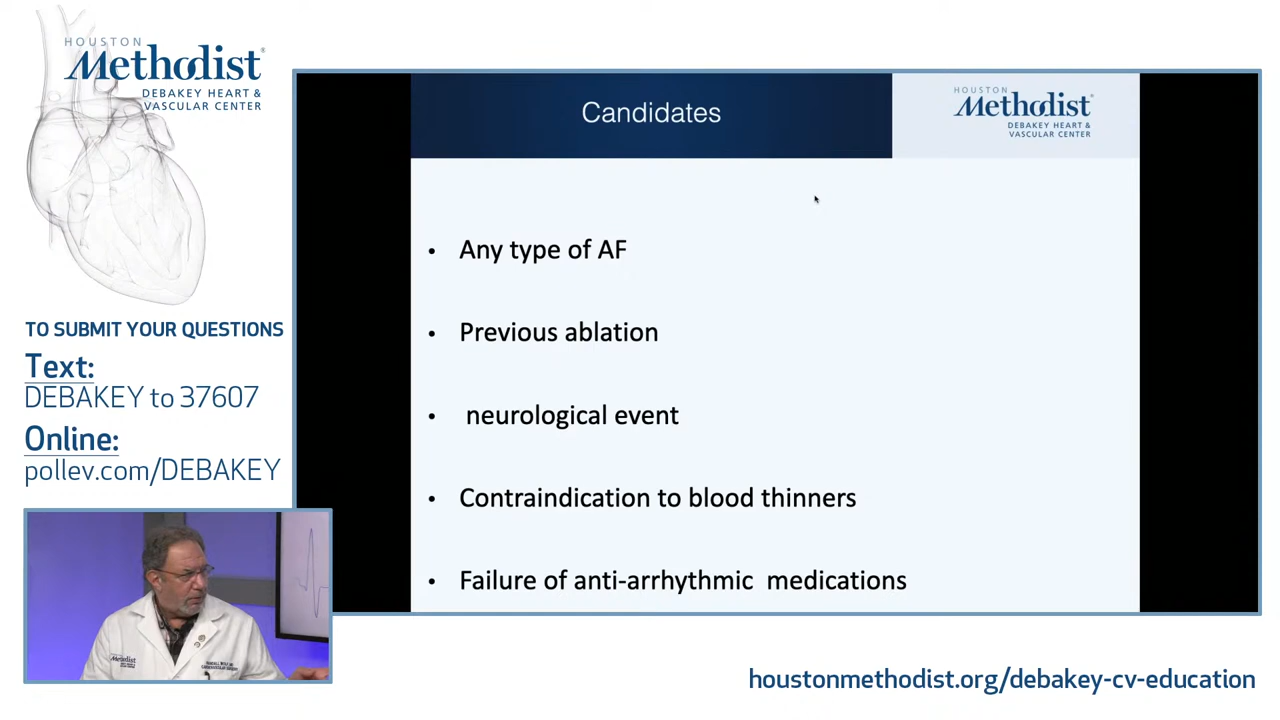 HOUSTON
Methodist®
DEBAKEY HEART &
VASCULAR CENTER
TO SUBMIT YOUR QUESTIONS
Text:
DEBAKEY to 37607
Online:
pollev.com/DEBAKEY
Candidates
HOUSTON
Methodist®
DEBAKEY HEART &
VASCULAR CENTER
• Any type of AF
• Previous ablation
• neurological event
• Contraindication to blood thinners
• Failure of anti-arrhythmic medications
Methodist
houstonmethodist.org/debakey-cv-education